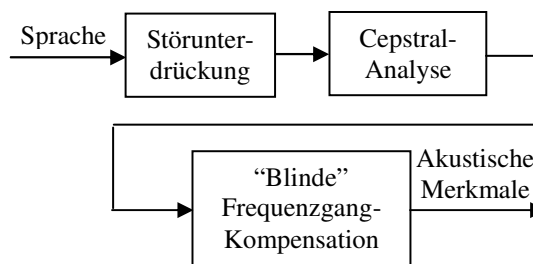 Sprache
Störunter-
drückung
Cepstral-
Analyse
“Blinde”
Frequenzgang-
Kompensation
Akustische
Merkmale